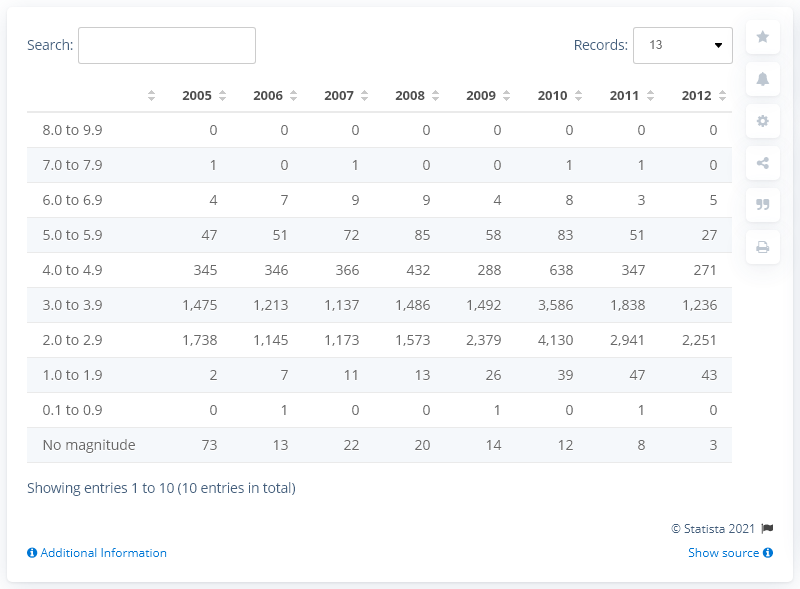 Search: Records: 13
2005 2006 2007 2008 2009 2010 2011 2012
8.0 to 9.9 0 0 0 0 0 0 0 0
7.0 to 7.9 1 0 1 0 0 1 1 0
6.0 to 6.9 4 7 9 9 4 8 3 5
5.0 to 5.9 47 51 72 85 58 83 51 27
4.0 to 4.9 345 346 366 432 288 638 347 271
3.0 to 3.9 1,475 1,213 1,137 1,486 1,492 3,586 1,838 1,236
2.0 to 2.9 1,738 1,145 1,173 1,573 2,379 4,130 2,941 2,251
1.0 to 1.9 2 7 11 13 26 39 47 43
0.1 to 0.9 0 1 0 0 1 0 1 0
No magnitude 73 13 22 20 14 12 8 3
Showing entries 1 to 10 (10 entries in total)
© Statista 2021
Additional Information Show source